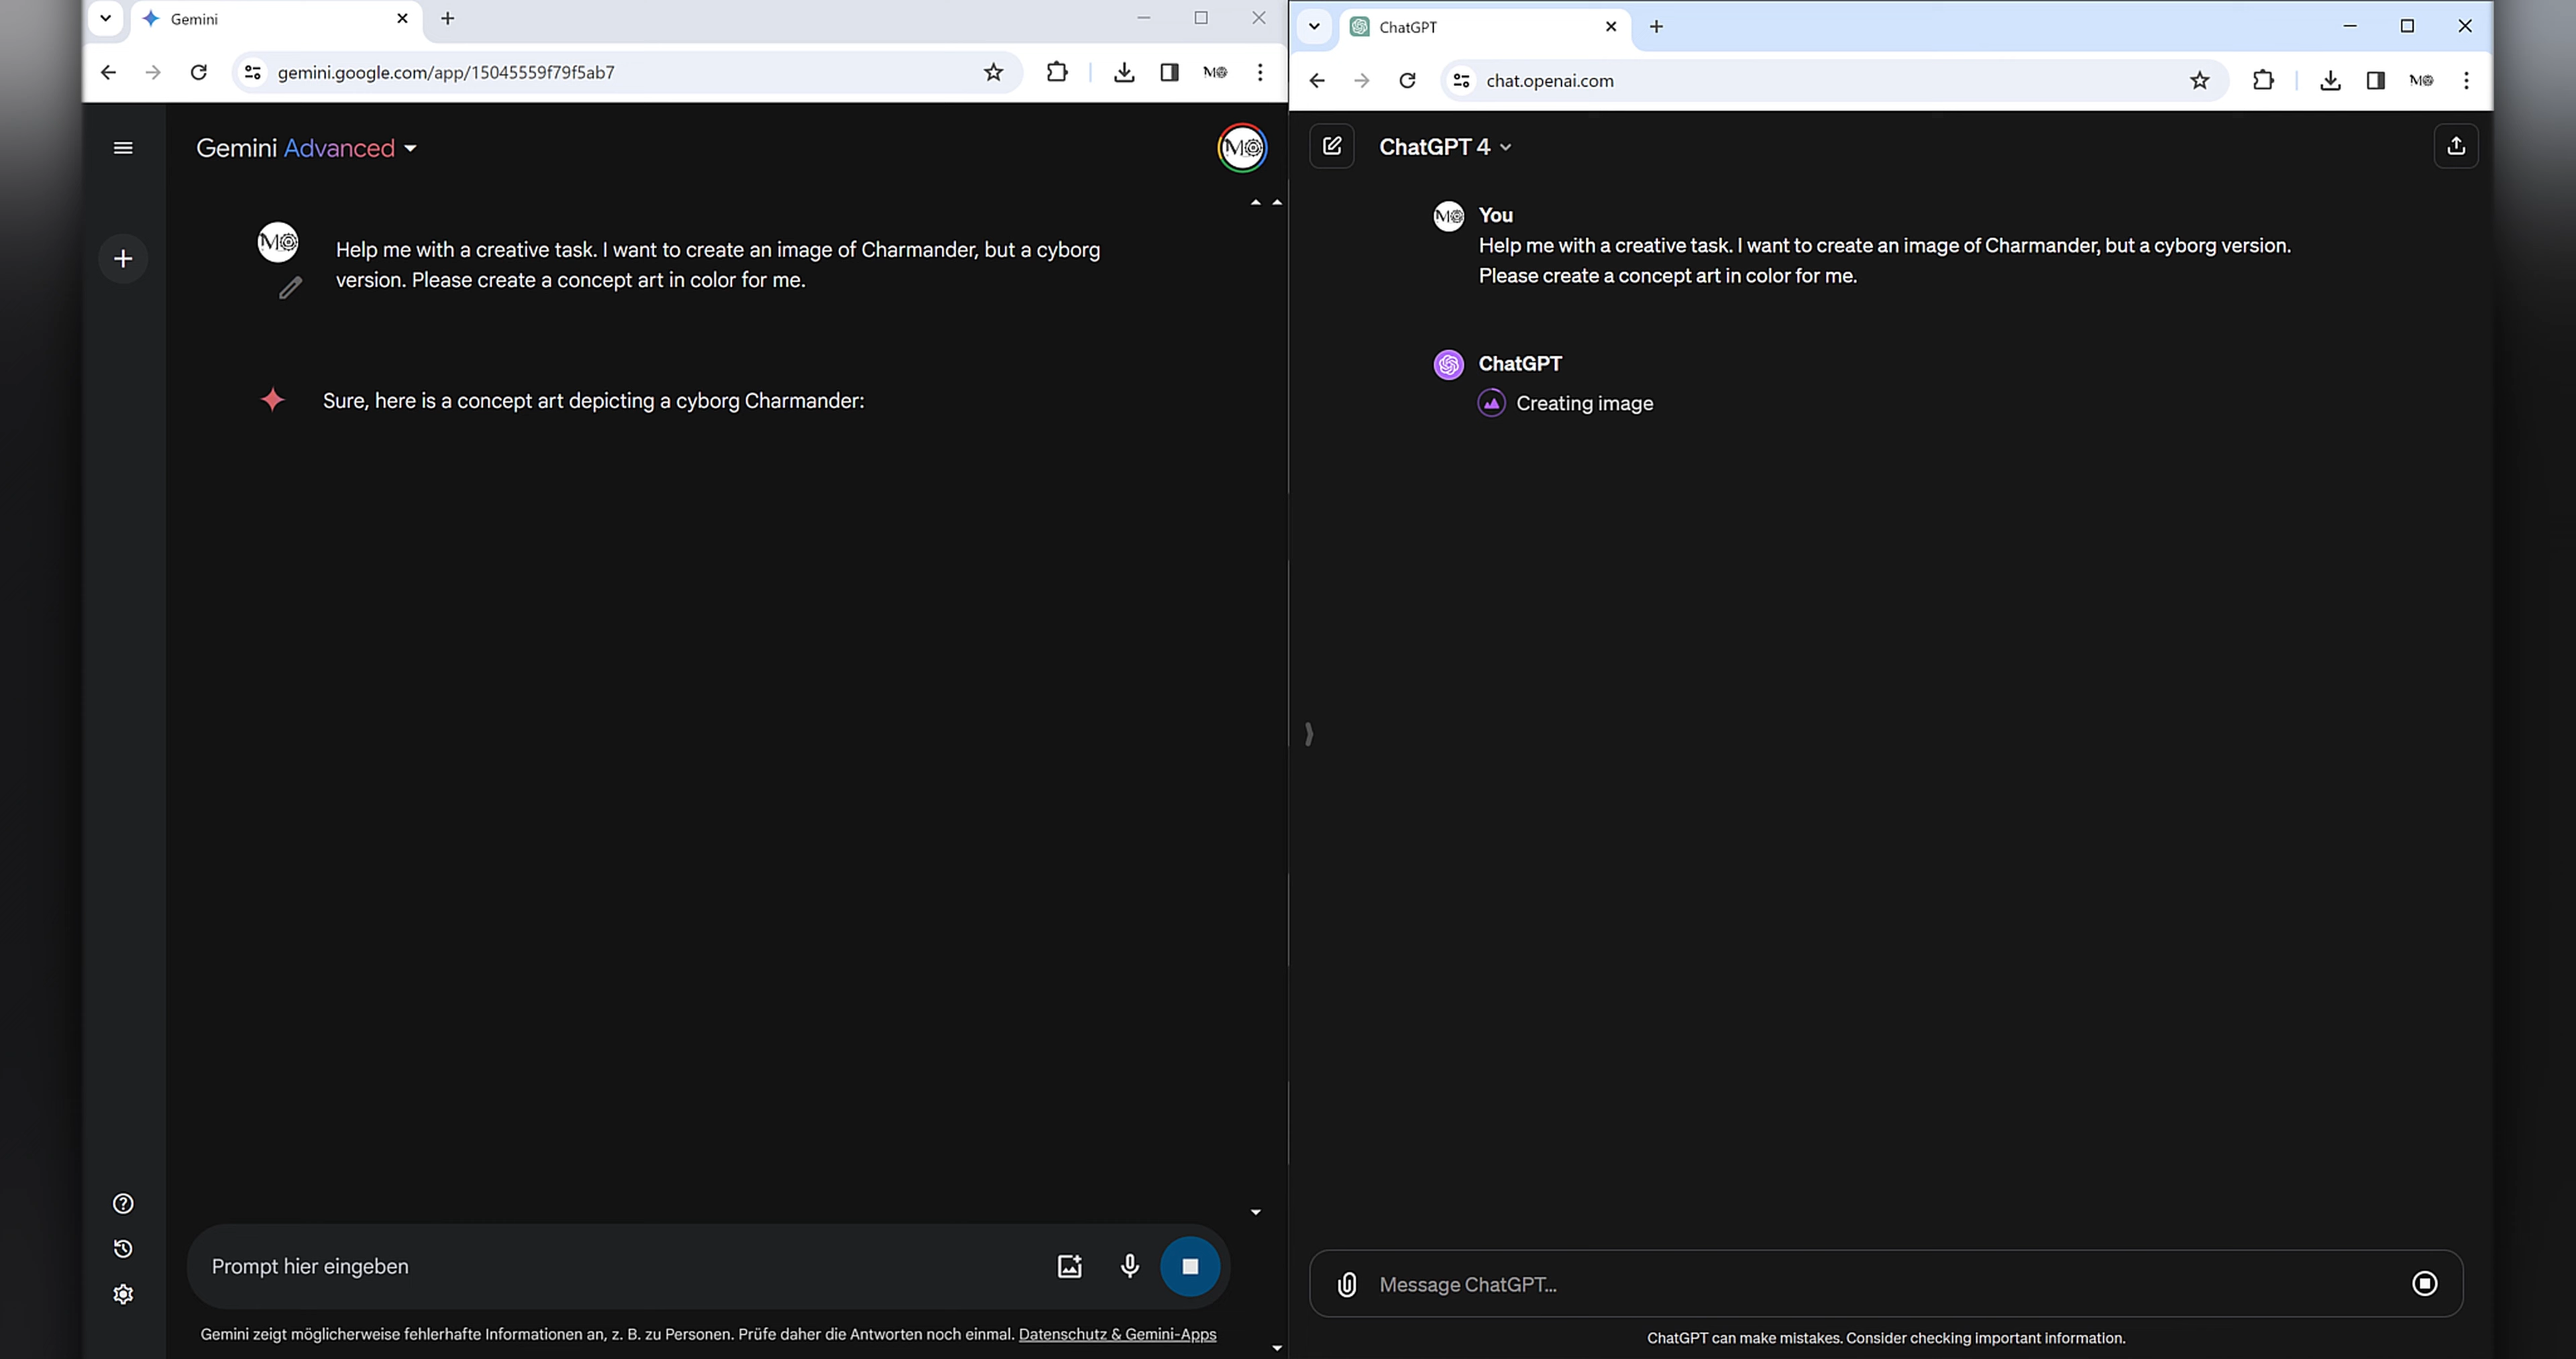 Gemini
gemini.google.com/app/15045559f79f5ab7
M
Gemini Advanced
M
M
Help me with a creative task. I want to create an image of Charmander, but a cyborg
version. Please create a concept art in color for me.
Sure, here is a concept art depicting a cyborg Charmander:
Prompt hier eingeben
Gemini zeigt möglicherweise fehlerhafte Informationen an, z. B. zu Personen. Prüfe daher die Antworten noch einmal. Datenschutz & Gemini-Apps
ChatGPT
chat.openai.com
M
ChatGPT 4
M
You
Help me with a creative task. I want to create an image of Charmander, but a cyborg version.
Please create a concept art in color for me.
ChatGPT
Creating image
Message ChatGPT...
ChatGPT can make mistakes. Consider checking important information.